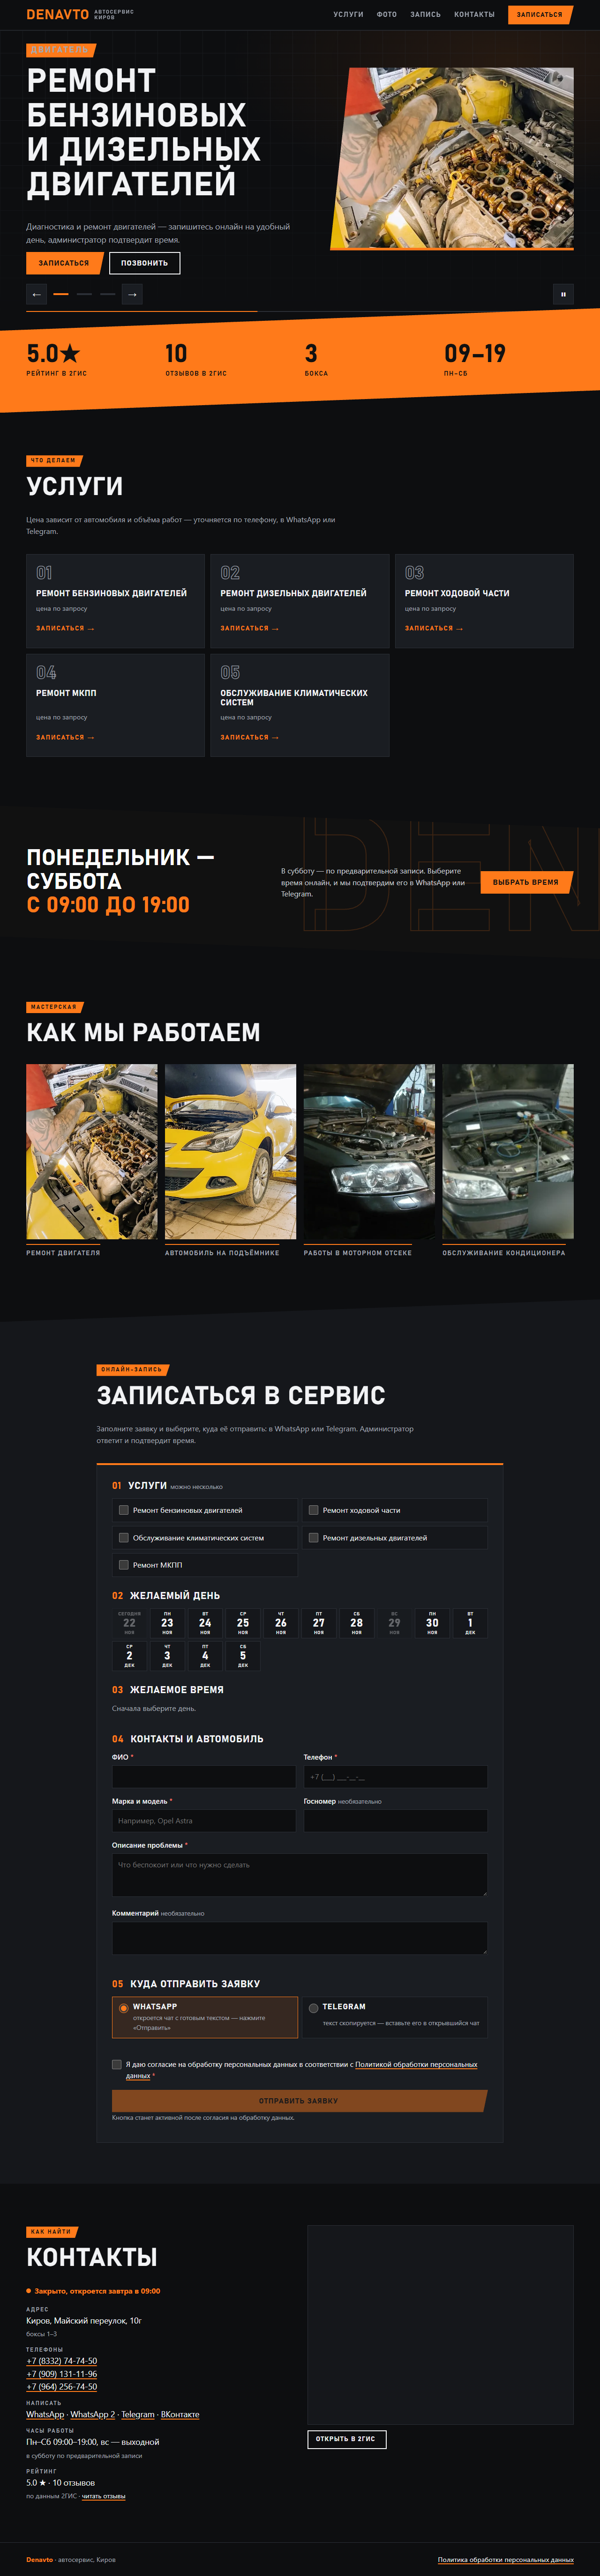 DENAVTO
АВТОСЕРВИС
КИРОВ
УСЛУГИ
ФОТО
ЗАПИСЬ
КОНТАКТЫ
ЗАПИСАТЬСЯ
ДВИГАТЕЛЬ
РЕМОНТ
БЕНЗИНОВЫХ
И ДИЗЕЛЬНЫХ
ДВИГАТЕЛЕЙ
Диагностика и ремонт двигателей — запишитесь онлайн на удобный
день, администратор подтвердит время.
ЗАПИСАТЬСЯ
ПОЗВОНИТЬ
← →
5.0★
РЕЙТИНГ В 2ГИС
10
ОТЗЫВОВ В 2ГИС
3
БОКСА
09–19
ПН–СБ
ЧТО ДЕЛАЕМ
УСЛУГИ
Цена зависит от автомобиля и объёма работ — уточняется по телефону, в WhatsApp или
Telegram.
01
РЕМОНТ БЕНЗИНОВЫХ ДВИГАТЕЛЕЙ
цена по запросу
ЗАПИСАТЬСЯ →
02
РЕМОНТ ДИЗЕЛЬНЫХ ДВИГАТЕЛЕЙ
цена по запросу
ЗАПИСАТЬСЯ →
03
РЕМОНТ ХОДОВОЙ ЧАСТИ
цена по запросу
ЗАПИСАТЬСЯ →
04
РЕМОНТ МКПП
цена по запросу
ЗАПИСАТЬСЯ →
05
ОБСЛУЖИВАНИЕ КЛИМАТИЧЕСКИХ
СИСТЕМ
цена по запросу
ЗАПИСАТЬСЯ →
ПОНЕДЕЛЬНИК —
СУББОТА
С 09:00 ДО 19:00
В субботу — по предварительной записи. Выберите
время онлайн, и мы подтвердим его в WhatsApp или
Telegram.
ВЫБРАТЬ ВРЕМЯ
DEN
МАСТЕРСКАЯ
КАК МЫ РАБОТАЕМ
РЕМОНТ ДВИГАТЕЛЯ
АВТОМОБИЛЬ НА ПОДЪЁМНИКЕ
РАБОТЫ В МОТОРНОМ ОТСЕКЕ
ОБСЛУЖИВАНИЕ КОНДИЦИОНЕРА
ОНЛАЙН-ЗАПИСЬ
ЗАПИСАТЬСЯ В СЕРВИС
Заполните заявку и выберите, куда её отправить: в WhatsApp или Telegram. Администратор
ответит и подтвердит время.
01 УСЛУГИ можно несколько
Ремонт бензиновых двигателей
Ремонт ходовой части
Обслуживание климатических систем
Ремонт дизельных двигателей
Ремонт МКПП
02 ЖЕЛАЕМЫЙ ДЕНЬ
СЕГОДНЯ 22 НОЯ
ПН 23 НОЯ
ВТ 24 НОЯ
СР 25 НОЯ
ЧТ 26 НОЯ
ПТ 27 НОЯ
СБ 28 НОЯ
ВС 29 НОЯ
ПН 30 НОЯ
ВТ 1 ДЕК
СР 2 ДЕК
ЧТ 3 ДЕК
ПТ 4 ДЕК
СБ 5 ДЕК
03 ЖЕЛАЕМОЕ ВРЕМЯ
Сначала выберите день.
04 КОНТАКТЫ И АВТОМОБИЛЬ
ФИО *
Телефон *
+7 (___) ___-__-__
Марка и модель *
Госномер необязательно
Например, Opel Astra
Описание проблемы *
Что беспокоит или что нужно сделать
Комментарий необязательно
05 КУДА ОТПРАВИТЬ ЗАЯВКУ
WHATSAPP
откроется чат с готовым текстом — нажмите
«Отправить»
TELEGRAM
текст скопируется — вставьте его в открывшийся чат
Я даю согласие на обработку персональных данных в соответствии с Политикой обработки персональных
данных *
ОТПРАВИТЬ ЗАЯВКУ
Кнопка станет активной после согласия на обработку данных.
КАК НАЙТИ
КОНТАКТЫ
Закрыто, откроется завтра в 09:00
АДРЕС
Киров, Майский переулок, 10г
боксы 1–3
ТЕЛЕФОНЫ
+7 (8332) 74-74-50
+7 (909) 131-11-96
+7 (964) 256-74-50
НАПИСАТЬ
WhatsApp · WhatsApp 2 · Telegram · ВКонтакте
ЧАСЫ РАБОТЫ
Пн–Сб 09:00–19:00, вс — выходной
в субботу по предварительной записи
РЕЙТИНГ
5.0 ★ · 10 отзывов
по данным 2ГИС · читать отзывы
ОТКРЫТЬ В 2ГИС
Denavto · автосервис, Киров
Политика обработки персональных данных